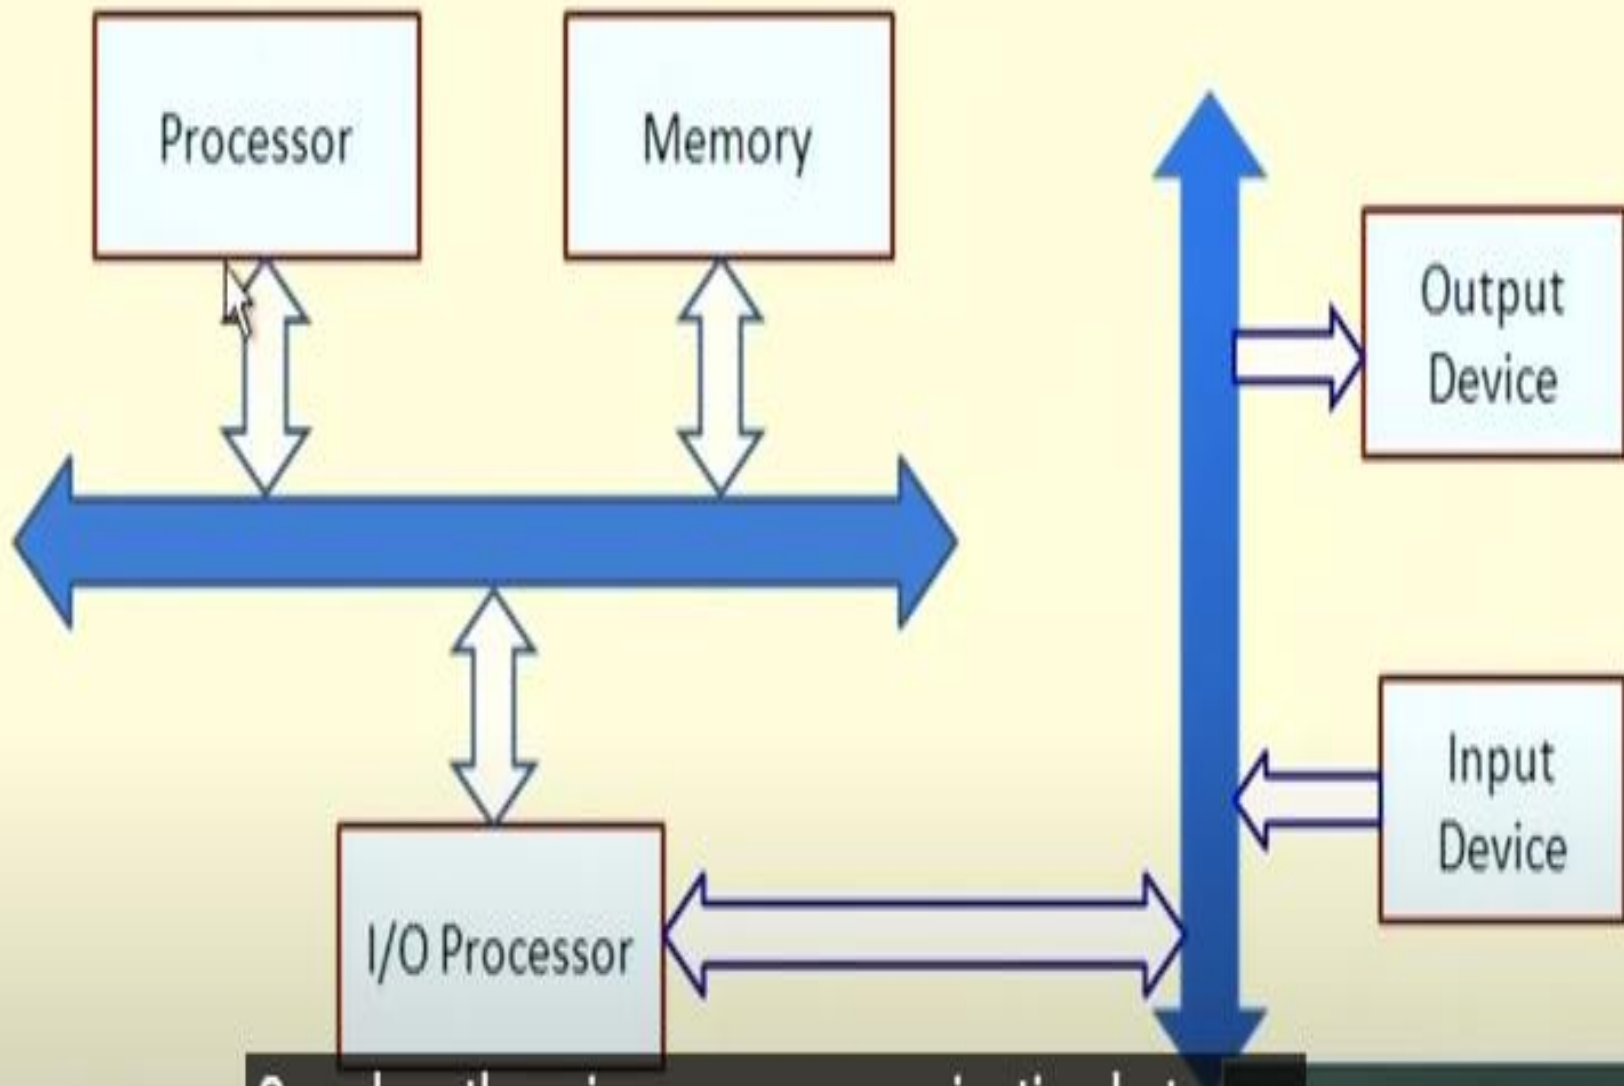 Processor
Memory
Output
Device
Input
Device
I/O Processor